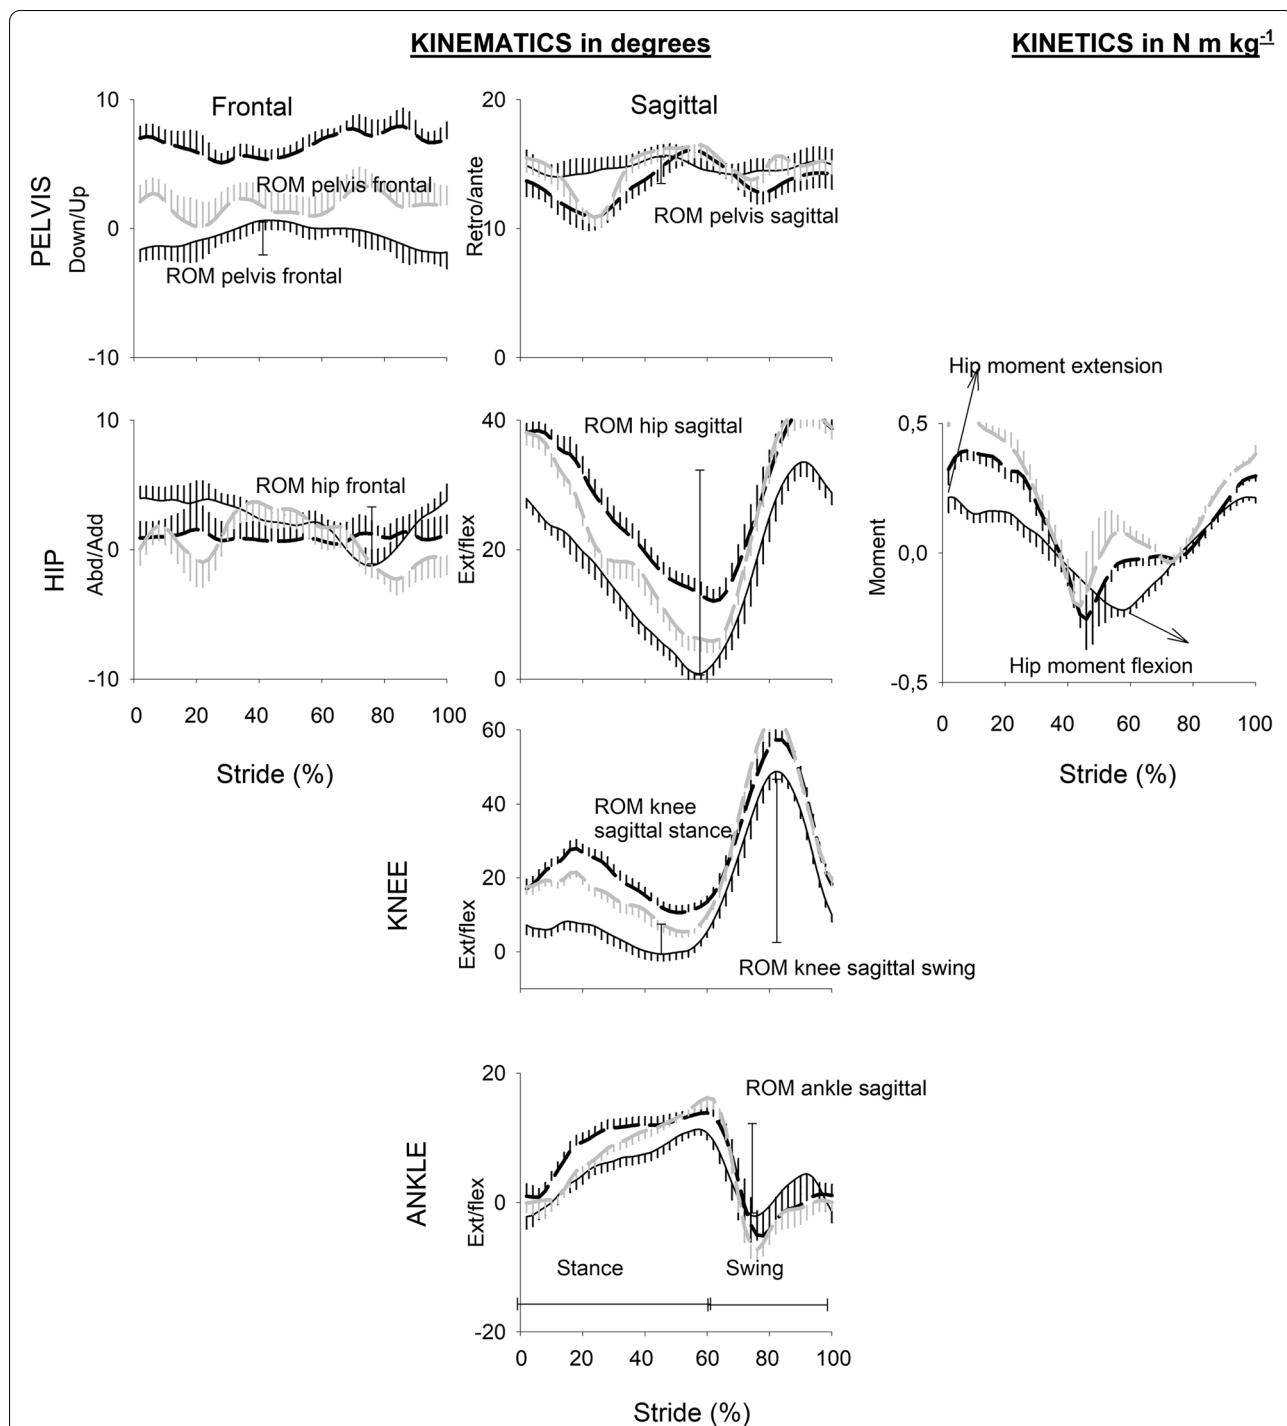 KINEMATICS in degrees
KINETICS in N m kg-1
PELVIS
Down/Up
10
0
-10
Frontal
ROM pelvis frontal
ROM pelvis frontal
Retro/ante
20
10
0
Sagittal
ROM pelvis sagittal
HIP
Abd/Add
10
0
-10
ROM hip frontal
0 20 40 60 80 100
Stride (%)
Ext/flex
40
20
0
ROM hip sagittal
Hip moment extension
Moment
0,5
0,0
-0,5
Hip moment flexion
0 20 40 60 80 100
Stride (%)
KNEE
Ext/flex
60
40
20
0
ROM knee
sagittal stance
ROM knee sagittal swing
ANKLE
Ext/flex
20
0
-20
ROM ankle sagittal
Stance
Swing
0 20 40 60 80 100
Stride (%)